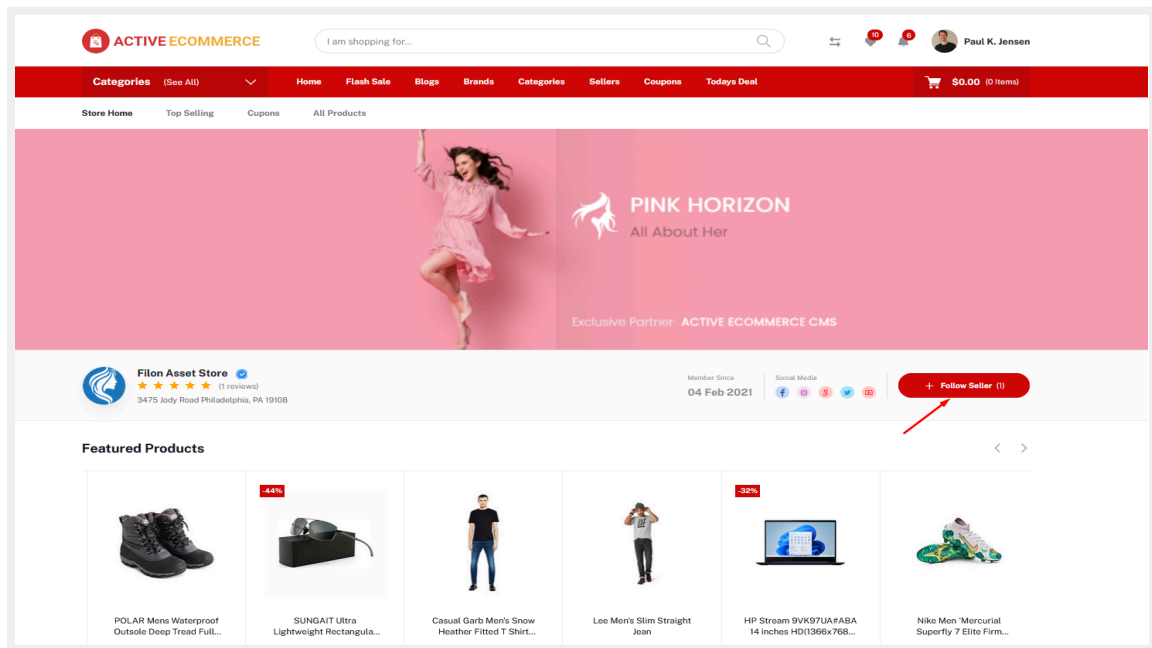 ACTIVE ECOMMERCE
I am shopping for...
10
6
Paul K. Jensen
Categories (See All)
Home Flash Sale Blogs Brands Categories Sellers Coupons Todays Deal
$0.00 (0 Items)
Store Home Top Selling Cupons All Products
PINK HORIZON
All About Her
Exclusive Partner ACTIVE ECOMMERCE CMS
Filon Asset Store
(1 reviews)
3475 Jody Road Philadelphia, PA 19108
Member Since
04 Feb 2021
Social Media
+ Follow Seller (1)
Featured Products
-44%
-32%
POLAR Mens Waterproof
Outsole Deep Tread Full...
SUNGAIT Ultra
Lightweight Rectangula...
Casual Garb Men's Snow
Heather Fitted T Shirt...
Lee Men's Slim Straight
Jean
HP Stream 9VK97UA#ABA
14 inches HD(1366x768...
Nike Men 'Mercurial
Superfly 7 Elite Firm...